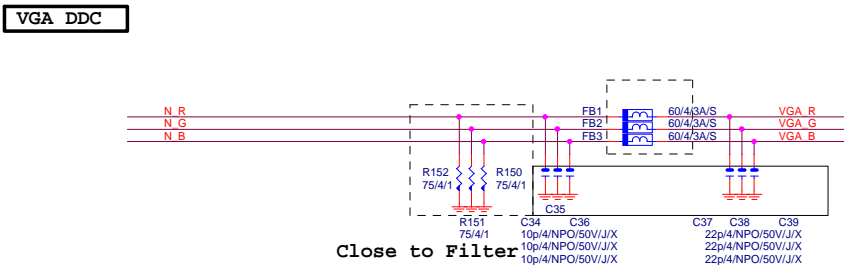 VGA DDC
N_R FB1 60/4/3A/S VGA_R
N_G FB2 60/4/3A/S VGA_G
N_B FB3 60/4/3A/S VGA_B
R152 R150
75/4/1 75/4/1
C35
R151 C34 C36 C37 C38 C39
75/4/1 10p/4/NPO/50V/J/X 22p/4/NPO/50V/J/X
Close to Filter 10p/4/NPO/50V/J/X 22p/4/NPO/50V/J/X
10p/4/NPO/50V/J/X 22p/4/NPO/50V/J/X